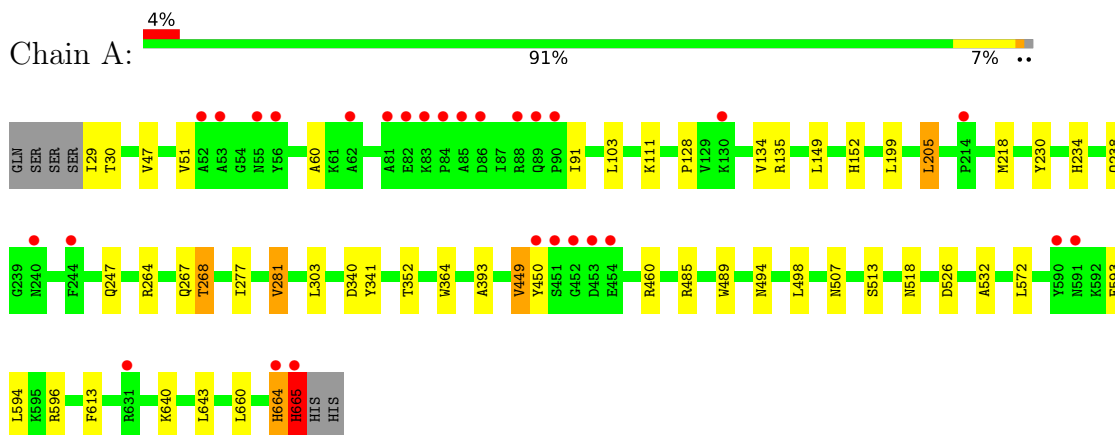 4%
Chain A:
91% 7% ••
GLN SER SER SER I29 T30 V47 V51 A52 A53 G54 N55 Y56 A60 K61 A62 A81 E82 K83 P84 A85 D86 I87 R88 Q89 P90 I91 L103 K111 P128 V129 K130 V134 R135 L149 H152 L199 L205 P214 M218 Y230 H234 Q238
G239 N240 F244 Q247 R264 Q267 T268 I277 V281 L303 D340 Y341 T352 W364 A393 V449 Y450 S451 G452 D453 E454 R460 R485 W489 N494 L498 N507 S513 N518 D526 A532 L572 Y590 N591 K592 E593
L594 K595 R596 F613 R631 K640 L643 L660 H664 E665 HIS HIS